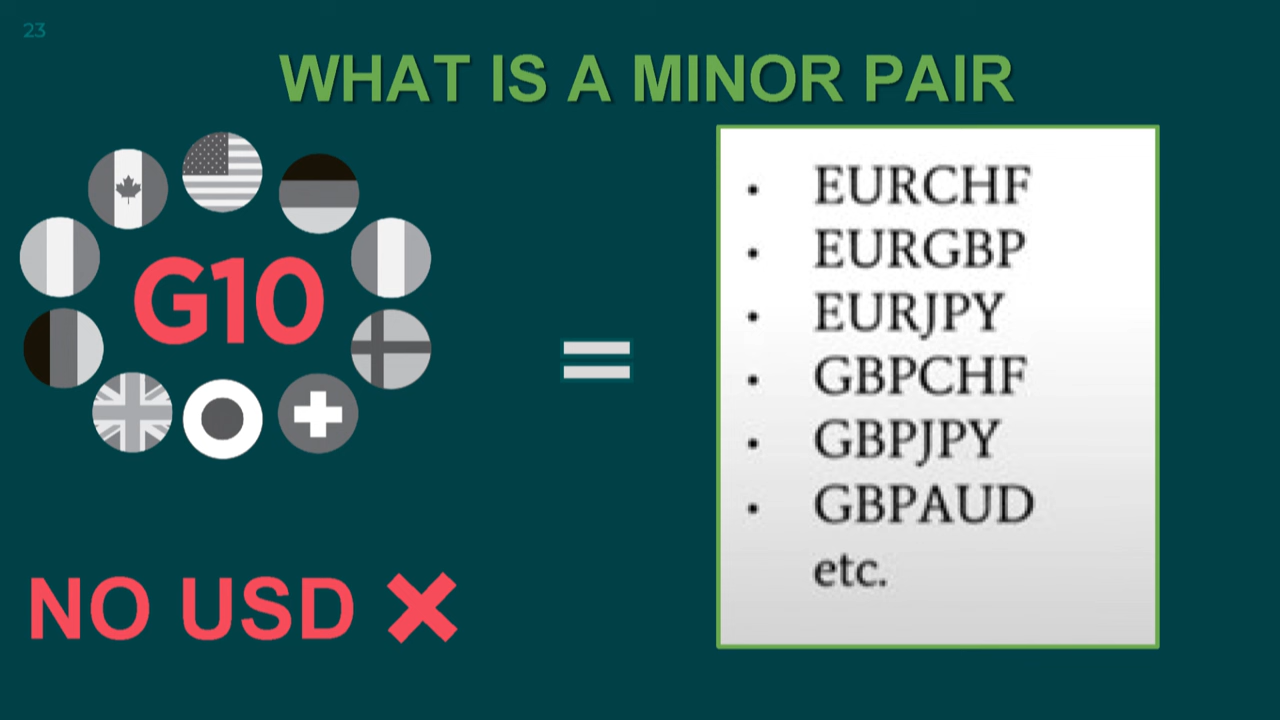 23
WHAT IS A MINOR PAIR
G10
=
NO USD ❌
• EURCHF
• EURGBP
• EURJPY
• GBPCHF
• GBPJPY
• GBPAUD
etc.